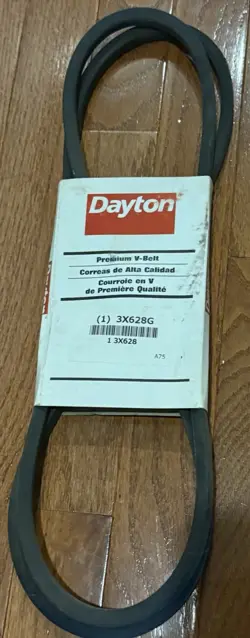 Dayton
Premium V-Belt
Correas de Alta Calidad
Courroie en V
de Première Qualité
(1) 3X628G
1 3X628
A75